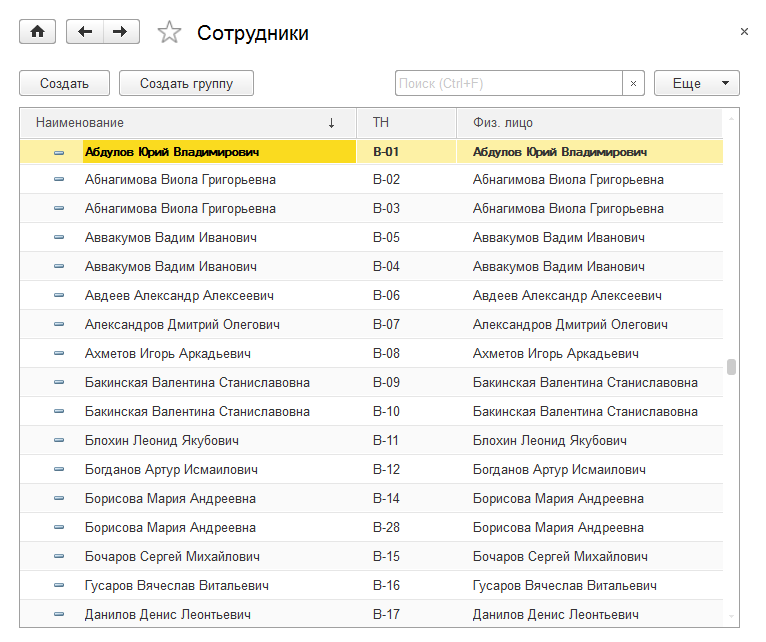 Сотрудники
Создать Создать группу Поиск (Ctrl+F) × Еще
Наименование ↓ ТН Физ. лицо
Абдулов Юрий Владимирович В-01 Абдулов Юрий Владимирович
Абнагимова Виола Григорьевна В-02 Абнагимова Виола Григорьевна
Абнагимова Виола Григорьевна В-03 Абнагимова Виола Григорьевна
Аввакумов Вадим Иванович В-05 Аввакумов Вадим Иванович
Аввакумов Вадим Иванович В-04 Аввакумов Вадим Иванович
Авдеев Александр Алексеевич В-06 Авдеев Александр Алексеевич
Александров Дмитрий Олегович В-07 Александров Дмитрий Олегович
Ахметов Игорь Аркадьевич В-08 Ахметов Игорь Аркадьевич
Бакинская Валентина Станиславовна В-09 Бакинская Валентина Станиславовна
Бакинская Валентина Станиславовна В-10 Бакинская Валентина Станиславовна
Блохин Леонид Якубович В-11 Блохин Леонид Якубович
Богданов Артур Исмаилович В-12 Богданов Артур Исмаилович
Борисова Мария Андреевна В-14 Борисова Мария Андреевна
Борисова Мария Андреевна В-28 Борисова Мария Андреевна
Бочаров Сергей Михайлович В-15 Бочаров Сергей Михайлович
Гусаров Вячеслав Витальевич В-16 Гусаров Вячеслав Витальевич
Данилов Денис Леонтьевич В-17 Данилов Денис Леонтьевич